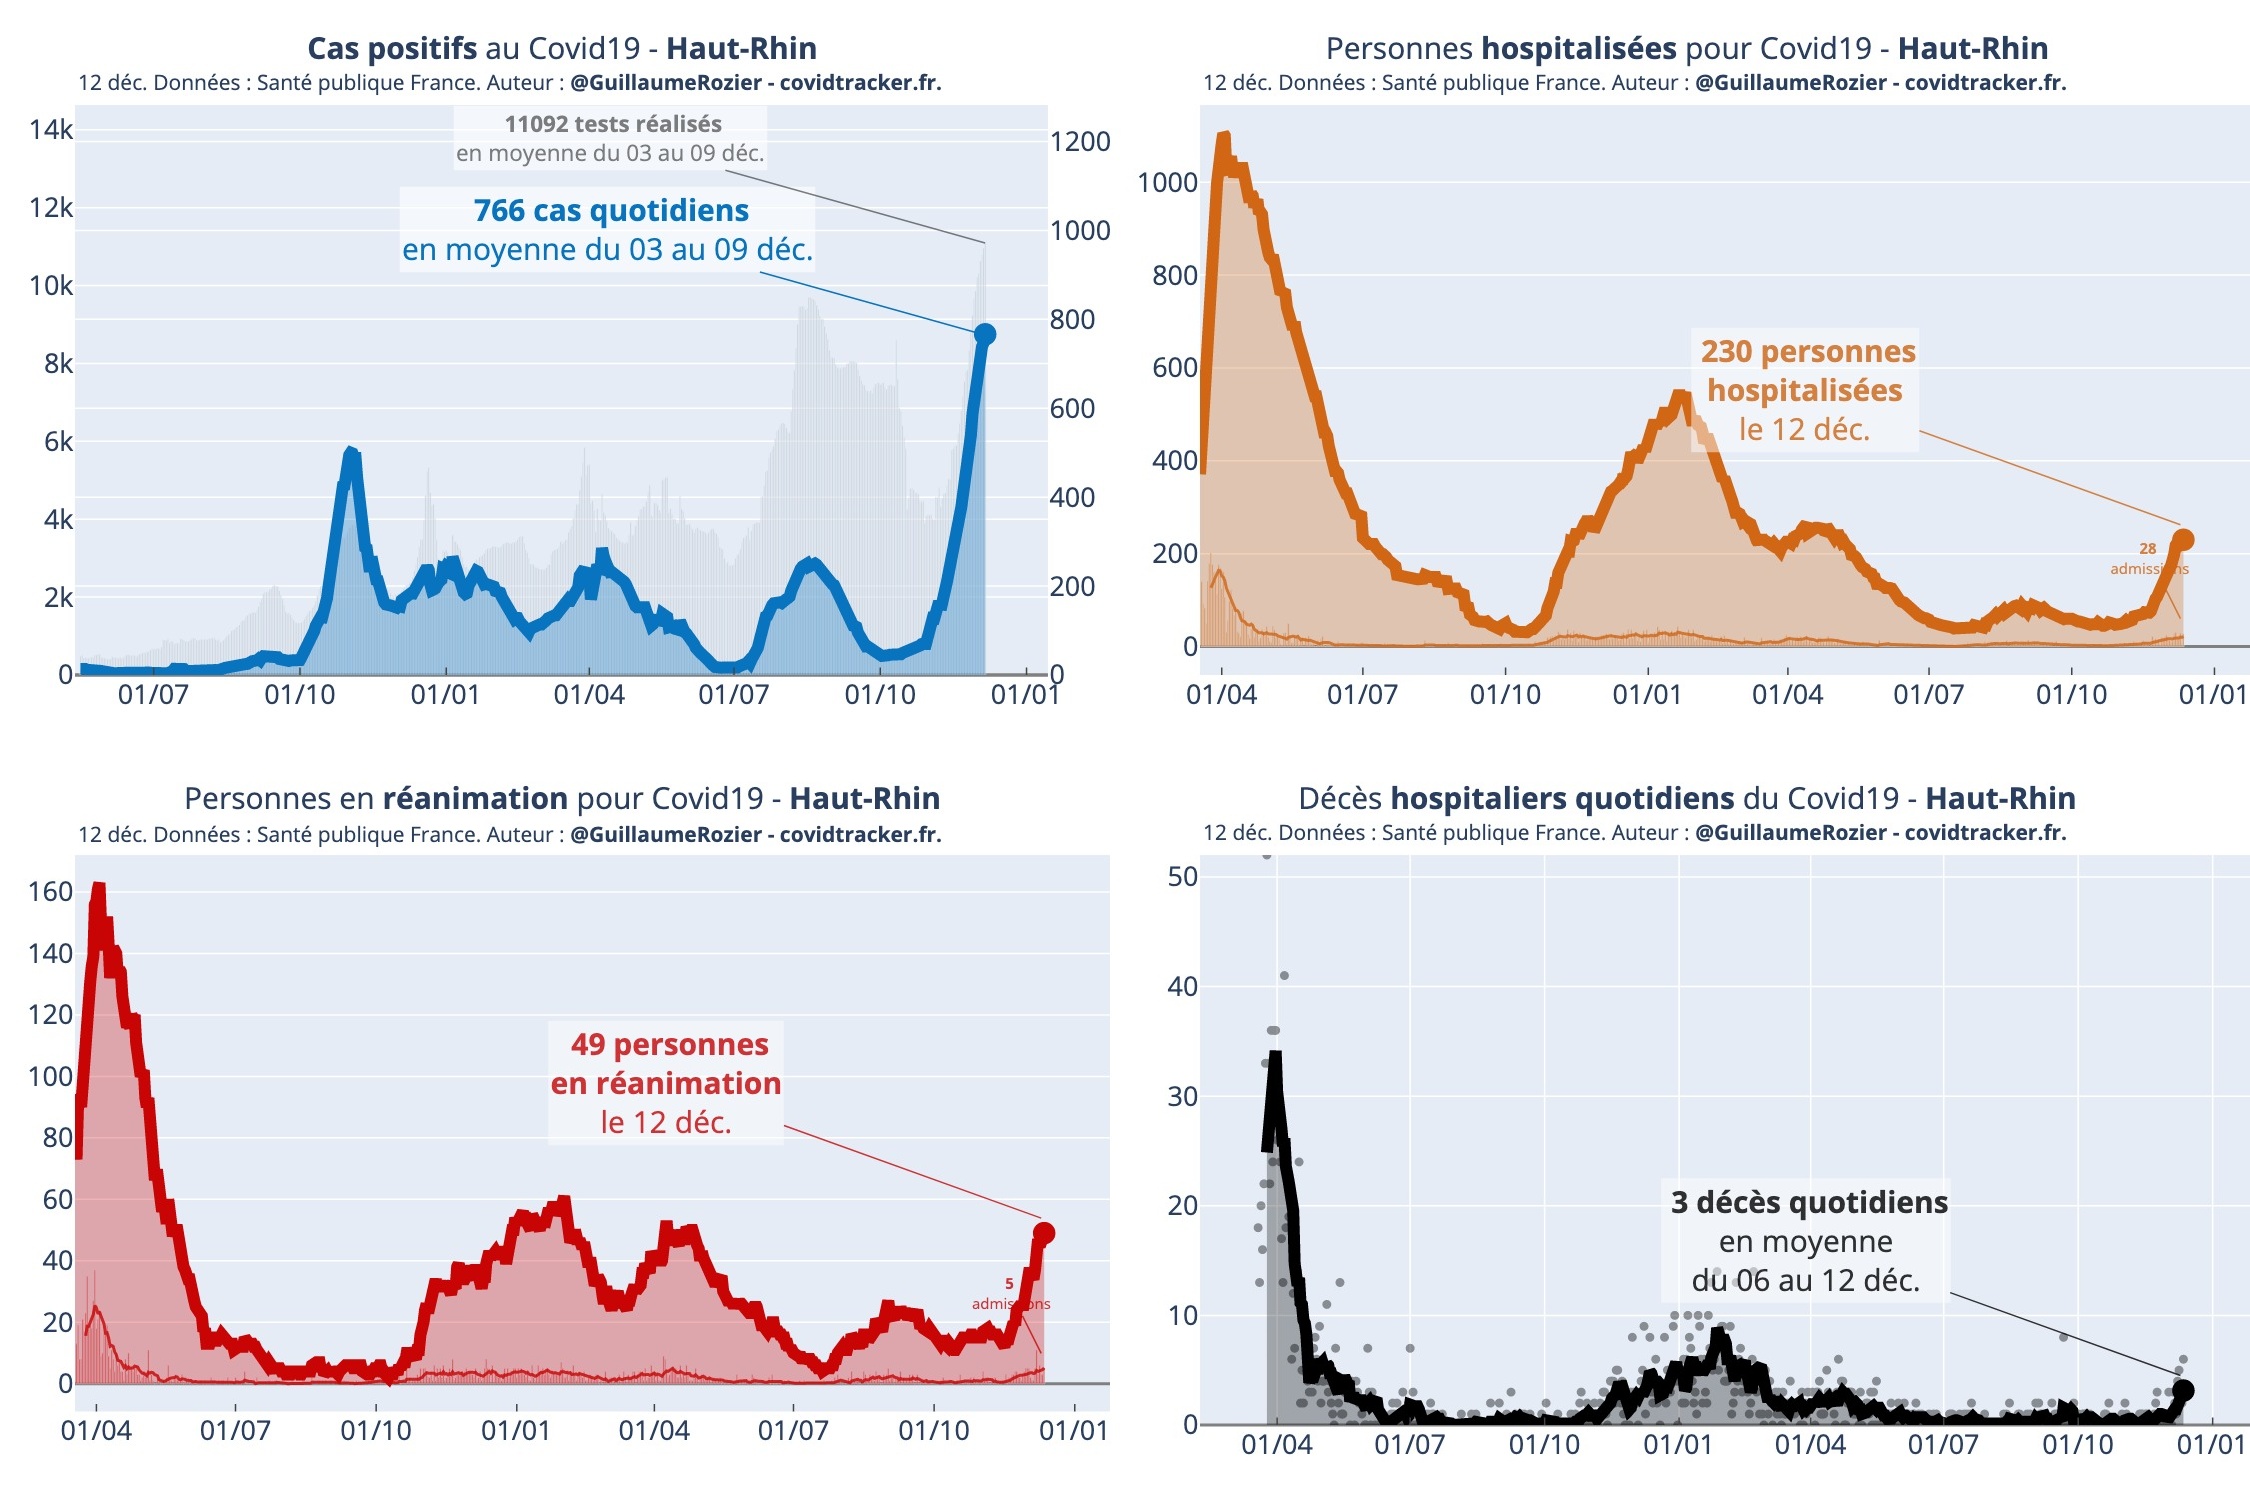 Cas positifs au Covid19 - Haut-Rhin
12 déc. Données : Santé publique France. Auteur : @GuillaumeRozier - covidtracker.fr.
11092 tests réalisés
en moyenne du 03 au 09 déc.
766 cas quotidiens
en moyenne du 03 au 09 déc.
14k
12k
10k
8k
6k
4k
2k
0
1200
1000
800
600
400
200
0
01/07
01/10
01/01
01/04
01/07
01/10
01/01
Personnes hospitalisées pour Covid19 - Haut-Rhin
12 déc. Données : Santé publique France. Auteur : @GuillaumeRozier - covidtracker.fr.
1000
800
600
400
200
0
230 personnes
hospitalisées
le 12 déc.
28
admissions
01/04
01/07
01/10
01/01
01/04
01/07
01/10
01/01
Personnes en réanimation pour Covid19 - Haut-Rhin
12 déc. Données : Santé publique France. Auteur : @GuillaumeRozier - covidtracker.fr.
160
140
120
100
80
60
40
20
0
49 personnes
en réanimation
le 12 déc.
5
admissions
01/04
01/07
01/10
01/01
01/04
01/07
01/10
01/01
Décès hospitaliers quotidiens du Covid19 - Haut-Rhin
12 déc. Données : Santé publique France. Auteur : @GuillaumeRozier - covidtracker.fr.
50
40
30
20
10
0
3 décès quotidiens
en moyenne
du 06 au 12 déc.
01/04
01/07
01/10
01/01
01/04
01/07
01/10
01/01